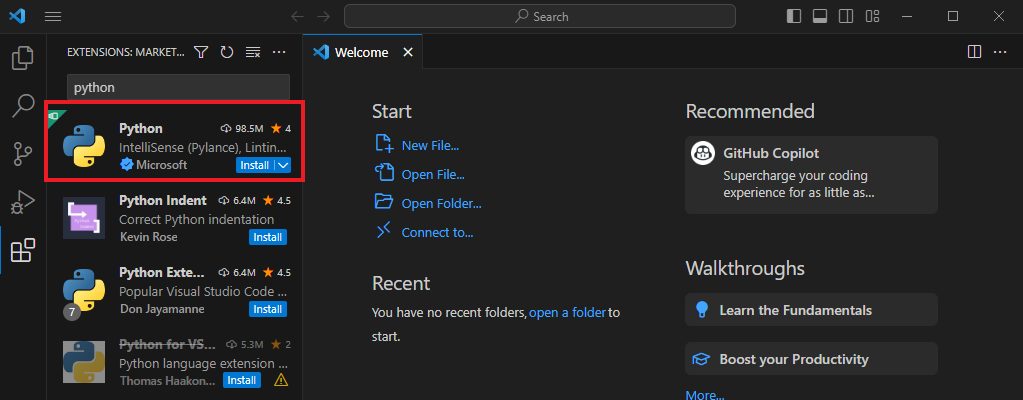 Search
EXTENSIONS: MARKET...
python
Python 98.5M 4
IntelliSense (Pylance), Lintin...
Microsoft Install
Python Indent 6.4M 4.5
Correct Python indentation
Kevin Rose Install
Python Exte... 6.4M 4.5
Popular Visual Studio Code ...
7 Don Jayamanne Install
Python for VS... 5.3M 2
Python language extension ...
Thomas Haakon... Install
Welcome
Start
New File...
Open File...
Open Folder...
Connect to...
Recent
You have no recent folders, open a folder to
start.
Recommended
GitHub Copilot
Supercharge your coding
experience for as little as...
Walkthroughs
Learn the Fundamentals
Boost your Productivity
More...